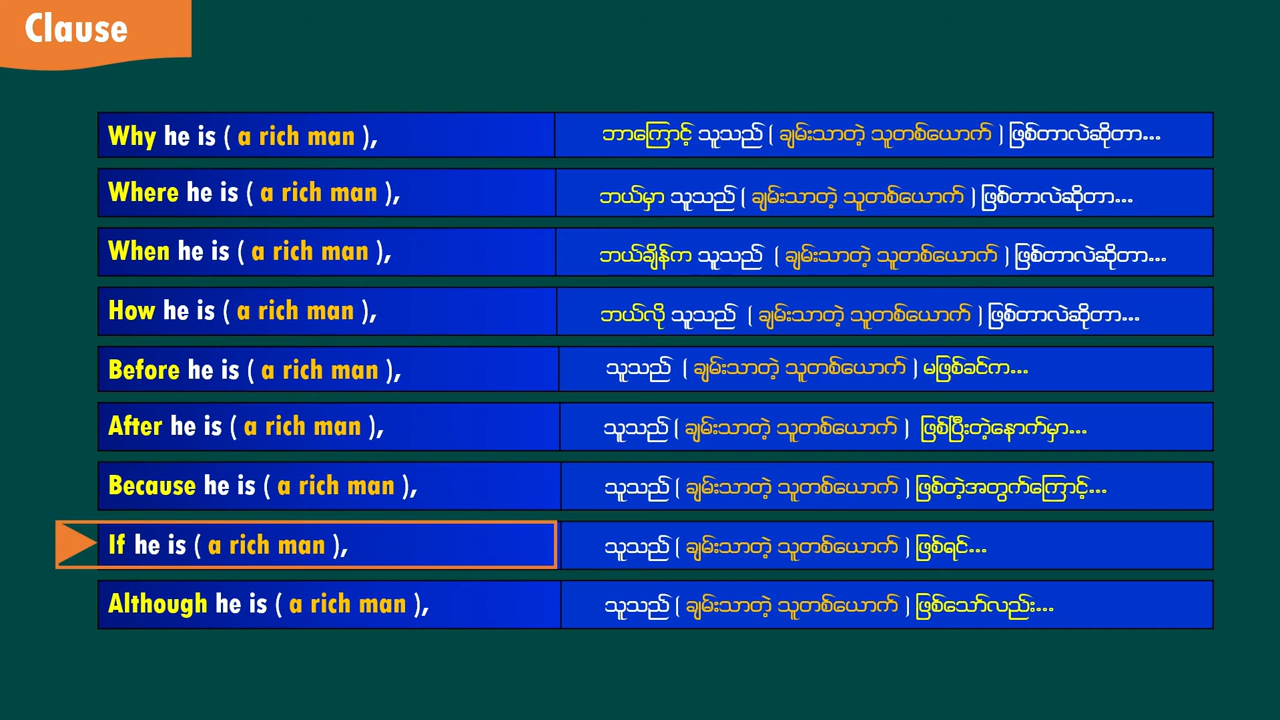 Clause
Why he is ( a rich man ), ဘာကြောင့် သူသည် ( ချမ်းသာတဲ့ သူတစ်ယောက် ) ဖြစ်တာလဲဆိုတာ...
Where he is ( a rich man ), ဘယ်မှာ သူသည် ( ချမ်းသာတဲ့ သူတစ်ယောက် ) ဖြစ်တာလဲဆိုတာ...
When he is ( a rich man ), ဘယ်ချိန်က သူသည် ( ချမ်းသာတဲ့ သူတစ်ယောက် ) ဖြစ်တာလဲဆိုတာ...
How he is ( a rich man ), ဘယ်လို သူသည် ( ချမ်းသာတဲ့ သူတစ်ယောက် ) ဖြစ်တာလဲဆိုတာ...
Before he is ( a rich man ), သူသည် ( ချမ်းသာတဲ့ သူတစ်ယောက် ) မဖြစ်ခင်က...
After he is ( a rich man ), သူသည် ( ချမ်းသာတဲ့ သူတစ်ယောက် ) ဖြစ်ပြီးတဲ့နောက်မှာ...
Because he is ( a rich man ), သူသည် ( ချမ်းသာတဲ့ သူတစ်ယောက် ) ဖြစ်တဲ့အတွက်ကြောင့်...
If he is ( a rich man ), သူသည် ( ချမ်းသာတဲ့ သူတစ်ယောက် ) ဖြစ်ရင်...
Although he is ( a rich man ), သူသည် ( ချမ်းသာတဲ့ သူတစ်ယောက် ) ဖြစ်သော်လည်း...